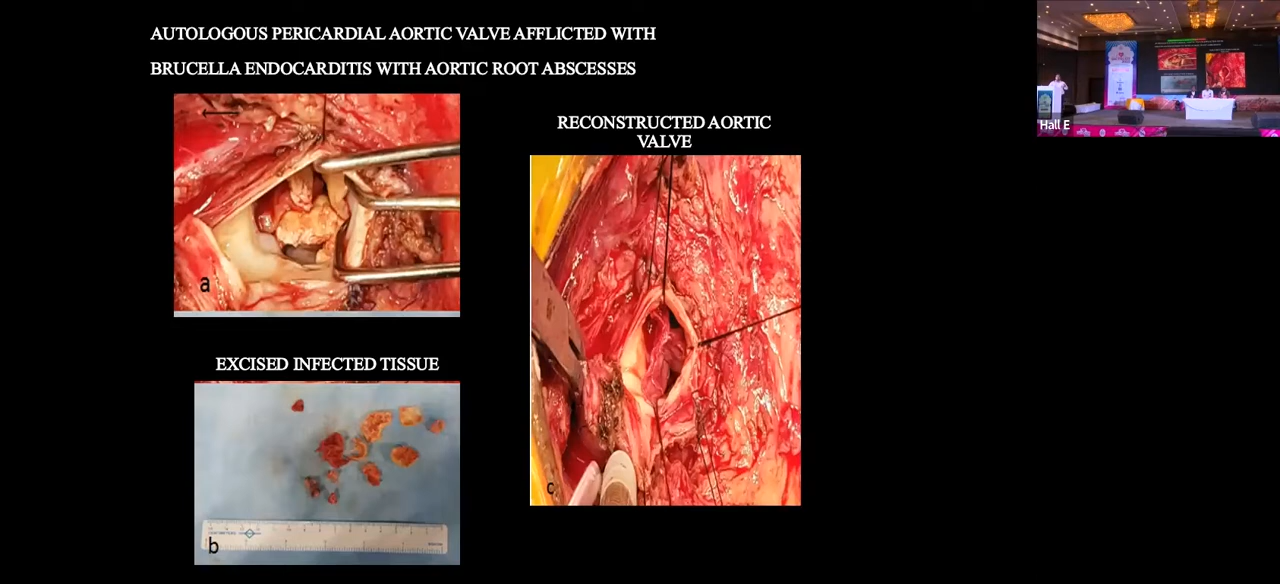 AUTOLOGOUS PERICARDIAL AORTIC VALVE AFFLICTED WITH
BRUCELLA ENDOCARDITIS WITH AORTIC ROOT ABSCESSES
a
EXCISED INFECTED TISSUE
b
RECONSTRUCTED AORTIC
VALVE
c
Hall E